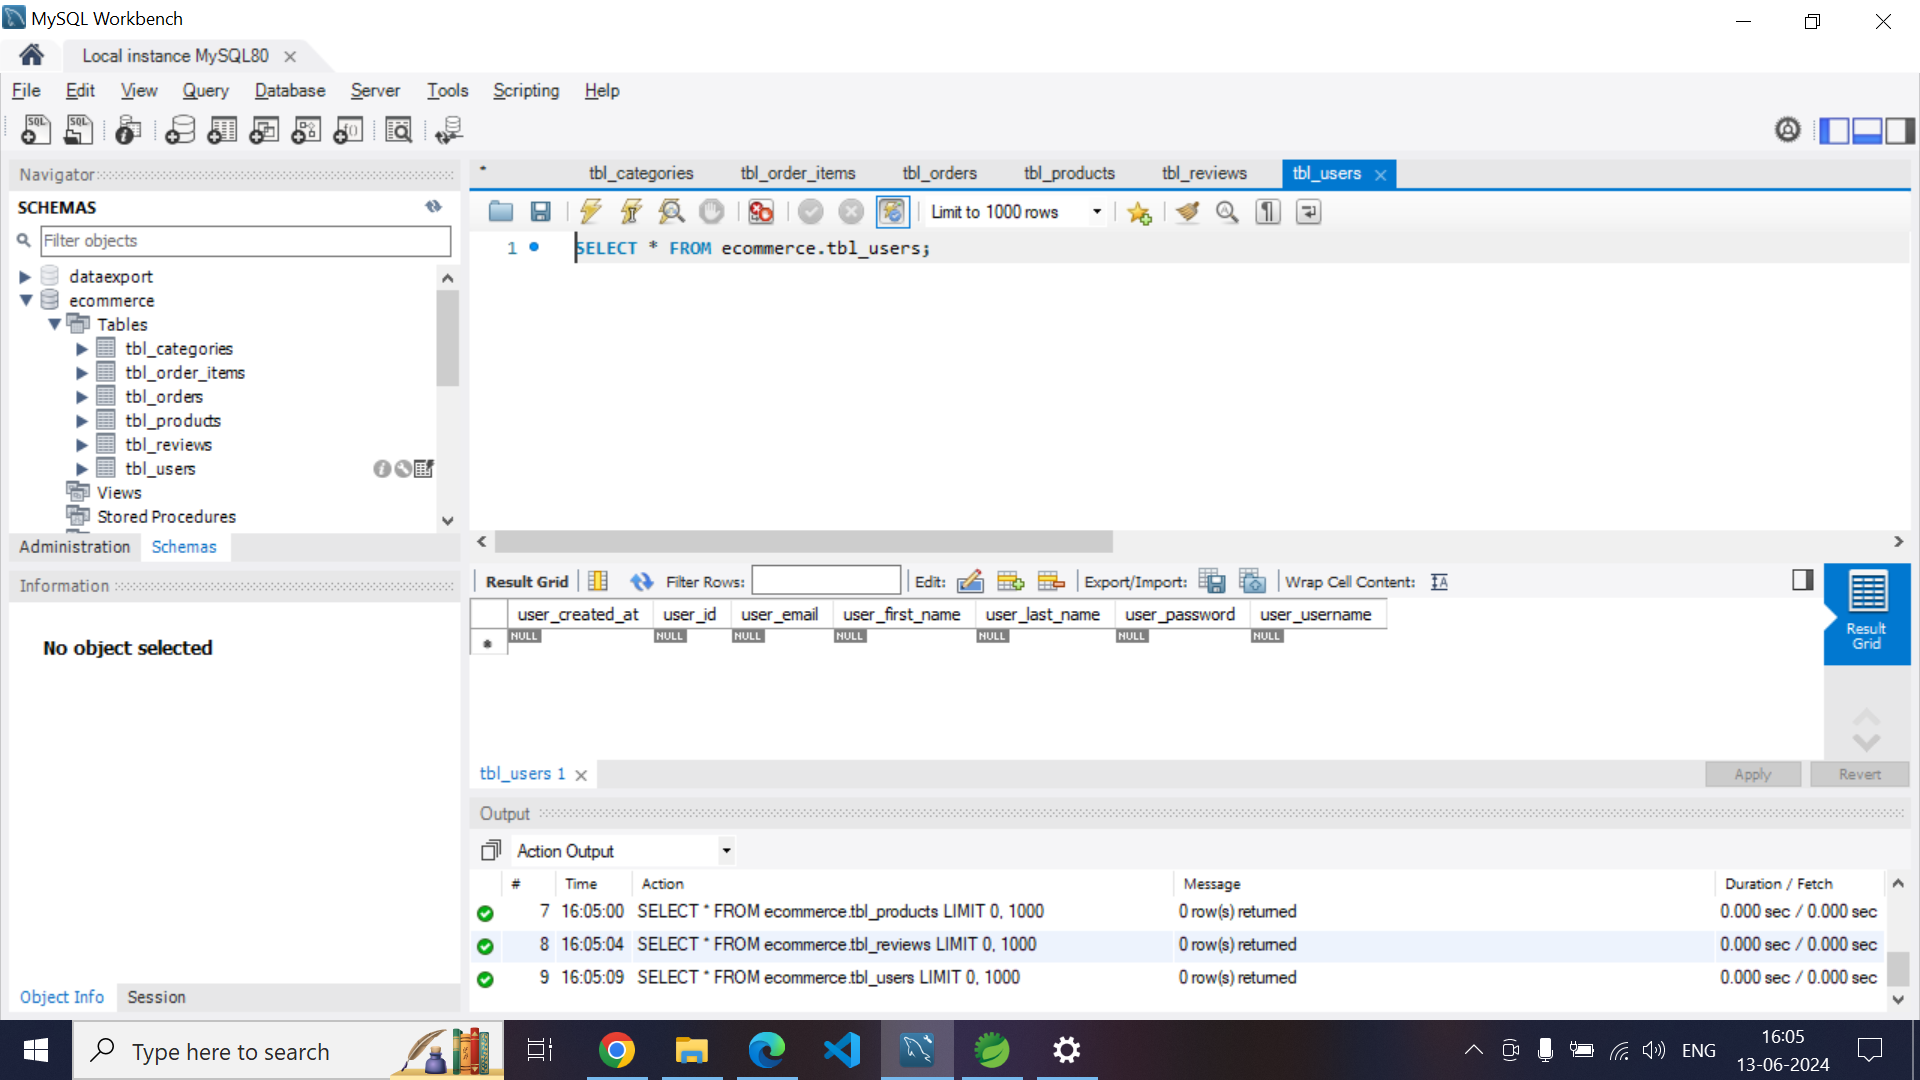 MySQL Workbench
Local instance MySQL80
File Edit View Query Database Server Tools Scripting Help
Navigator
SCHEMAS
Filter objects
dataexport
ecommerce
Tables
tbl_categories
tbl_order_items
tbl_orders
tbl_products
tbl_reviews
tbl_users
Views
Stored Procedures
Administration Schemas
Information
No object selected
Object Info Session
* tbl_categories tbl_order_items tbl_orders tbl_products tbl_reviews tbl_users
Limit to 1000 rows
1 SELECT * FROM ecommerce.tbl_users;
Result Grid Filter Rows: Edit: Export/Import: Wrap Cell Content:
user_created_at user_id user_email user_first_name user_last_name user_password user_username
* NULL NULL NULL NULL NULL NULL NULL
Result
Grid
tbl_users 1
Apply Revert
Output
Action Output
# Time Action Message Duration / Fetch
7 16:05:00 SELECT * FROM ecommerce.tbl_products LIMIT 0, 1000 0 row(s) returned 0.000 sec / 0.000 sec
8 16:05:04 SELECT * FROM ecommerce.tbl_reviews LIMIT 0, 1000 0 row(s) returned 0.000 sec / 0.000 sec
9 16:05:09 SELECT * FROM ecommerce.tbl_users LIMIT 0, 1000 0 row(s) returned 0.000 sec / 0.000 sec
Type here to search
ENG
16:05
13-06-2024